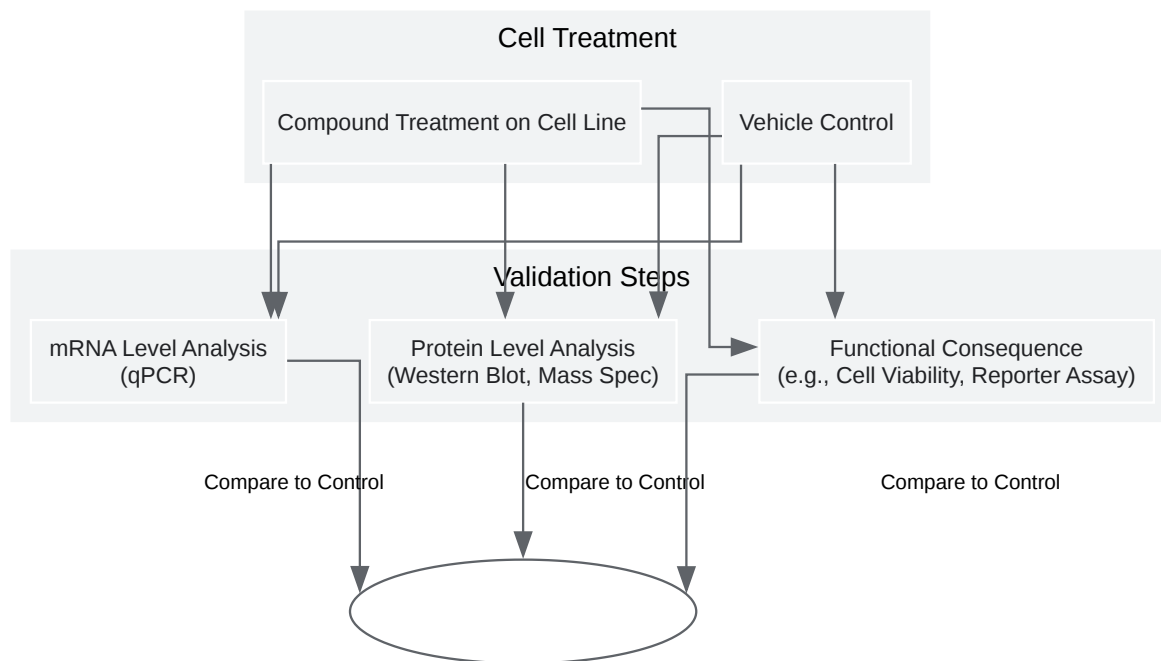 Cell Treatment
Compound Treatment on Cell Line
Vehicle Control
Validation Steps
mRNA Level Analysis
(qPCR)
Protein Level Analysis
(Western Blot, Mass Spec)
Functional Consequence
(e.g., Cell Viability, Reporter Assay)
Compare to Control
Compare to Control
Compare to Control